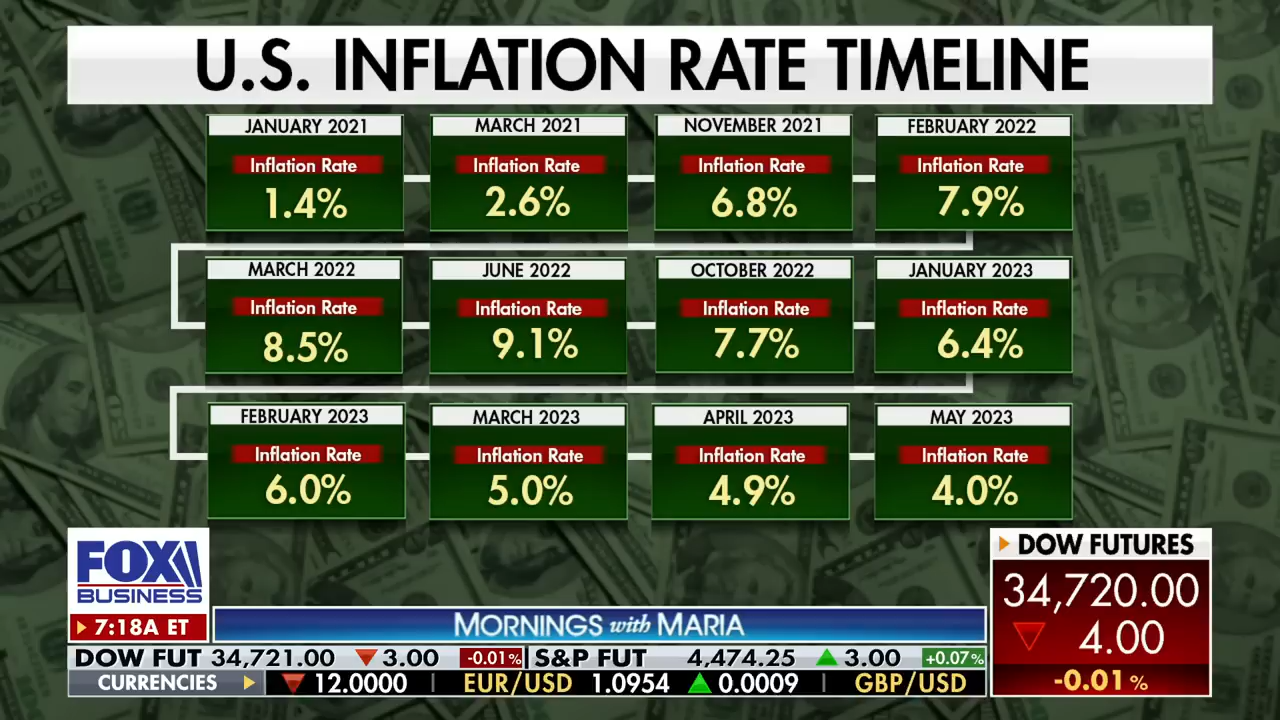 U.S. INFLATION RATE TIMELINE
JANUARY 2021
Inflation Rate
1.4%
MARCH 2021
Inflation Rate
2.6%
NOVEMBER 2021
Inflation Rate
6.8%
FEBRUARY 2022
Inflation Rate
7.9%
MARCH 2022
Inflation Rate
8.5%
JUNE 2022
Inflation Rate
9.1%
OCTOBER 2022
Inflation Rate
7.7%
JANUARY 2023
Inflation Rate
6.4%
FEBRUARY 2023
Inflation Rate
6.0%
MARCH 2023
Inflation Rate
5.0%
APRIL 2023
Inflation Rate
4.9%
MAY 2023
Inflation Rate
4.0%
FOX
BUSINESS
7:18A ET
MORNINGS with MARIA
DOW FUTURES
34,720.00
4.00
-0.01%
DOW FUT 34,721.00 3.00 -0.01% S&P FUT 4,474.25 3.00 +0.07%
CURRENCIES 12.0000 EUR/USD 1.0954 0.0009 GBP/USD